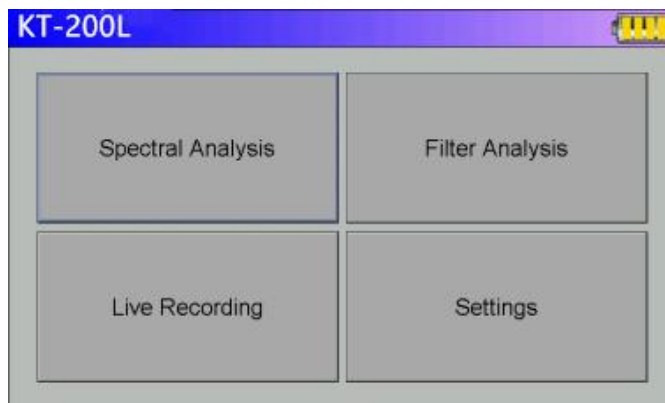 KT-200L
Spectral Analysis
Filter Analysis
Live Recording
Settings